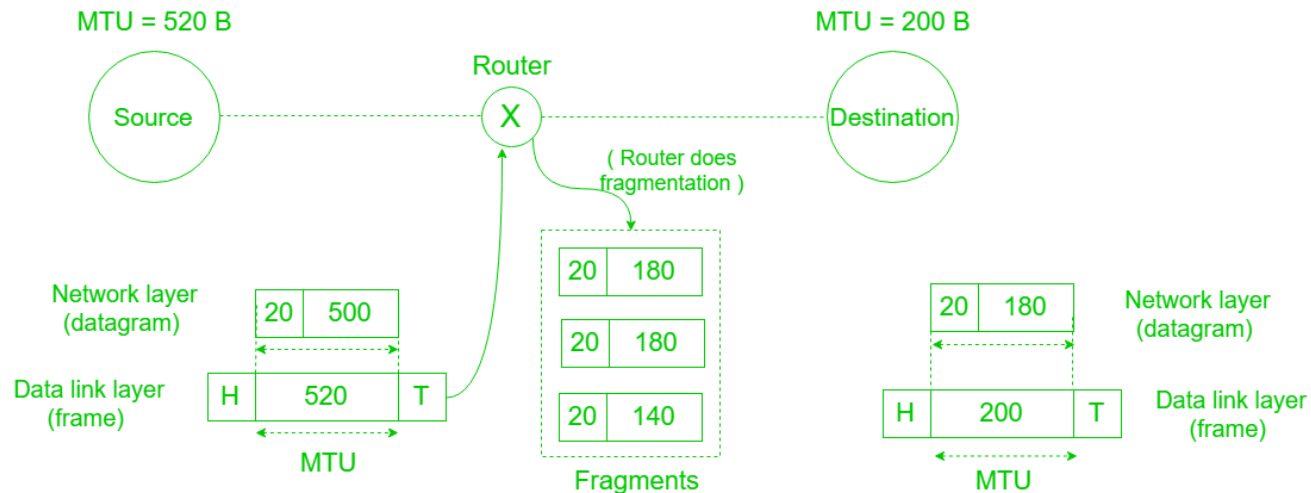 MTU = 520 B
MTU = 200 B
Router
Source
X
Destination
( Router does
fragmentation )
20 180
Network layer
(datagram)
20 500
20 180
Network layer
(datagram)
20 180
Data link layer
(frame)
H 520 T
20 140
H 200 T
Data link layer
(frame)
MTU
Fragments
MTU